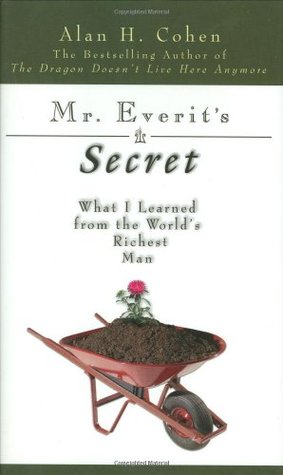 Alan H. Cohen
The Bestselling Author of
The Dragon Doesn't Live Here Anymore
Mr. Everit's
Secret
What I Learned
from the World's
Richest
Man